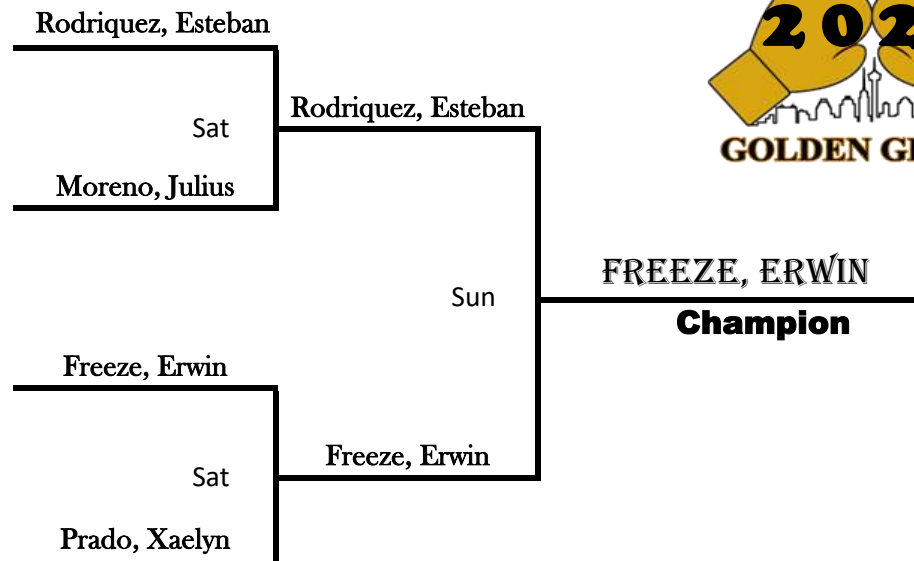 Rodriquez, Esteban
202
Rodriquez, Esteban
Sat
GOLDEN
Moreno, Julius
FREEZE, ERWIN
Sun
Champion
Freeze, Erwin
Freeze, Erwin
Sat
Prado, Xaelyn